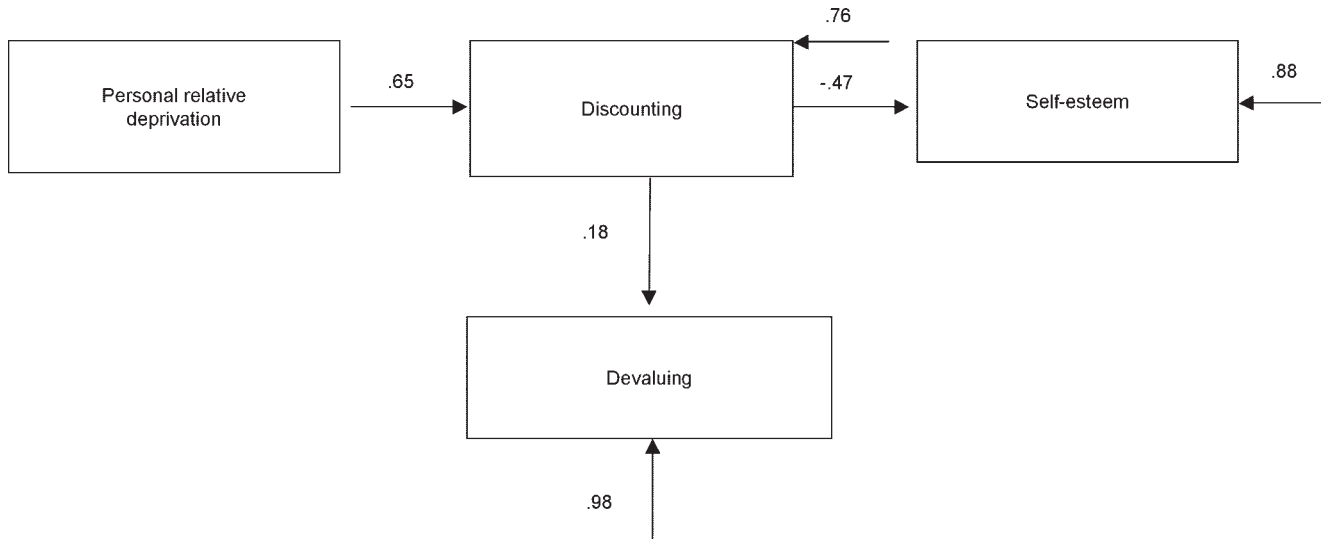 .76
.65
-.47
.88
Personal relative
deprivation
Discounting
Self-esteem
.18
Devaluing
.98